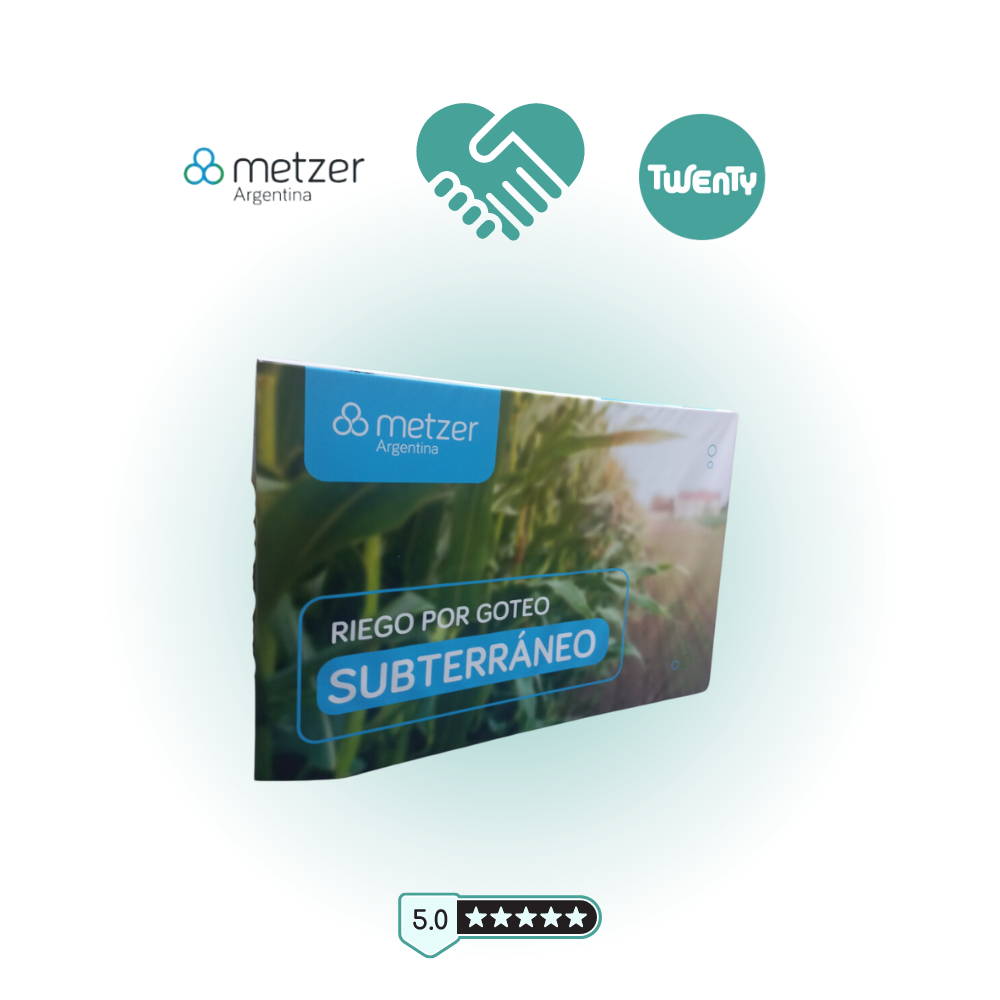 metzer
Argentina
TWENTY
metzer
Argentina
RIEGO POR GOTEO
SUBTERRÁNEO
5.0